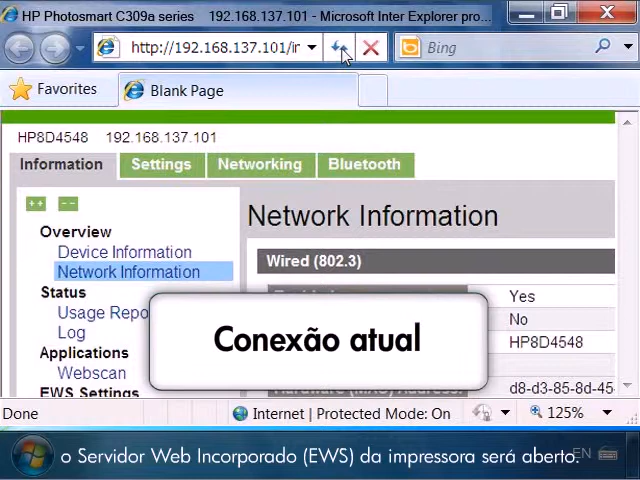 HP Photosmart C309a series 192.168.137.101 - Microsoft Inter Explorer pro...
http://192.168.137.101/ir
Bing
Favorites
Blank Page
HP8D4548 192.168.137.101
Information Settings Networking Bluetooth
++ --
Network Information
Overview
Device Information
Network Information
Wired (802.3)
Status
Yes
Usage Repo
No
Log
HP8D4548
Conexão atual
Applications
Webscan
EWS Settings
d8-d3-85-8d-45
Done
Internet | Protected Mode: On
125%
o Servidor Web Incorporado (EWS) da impressora será aberto.
EN